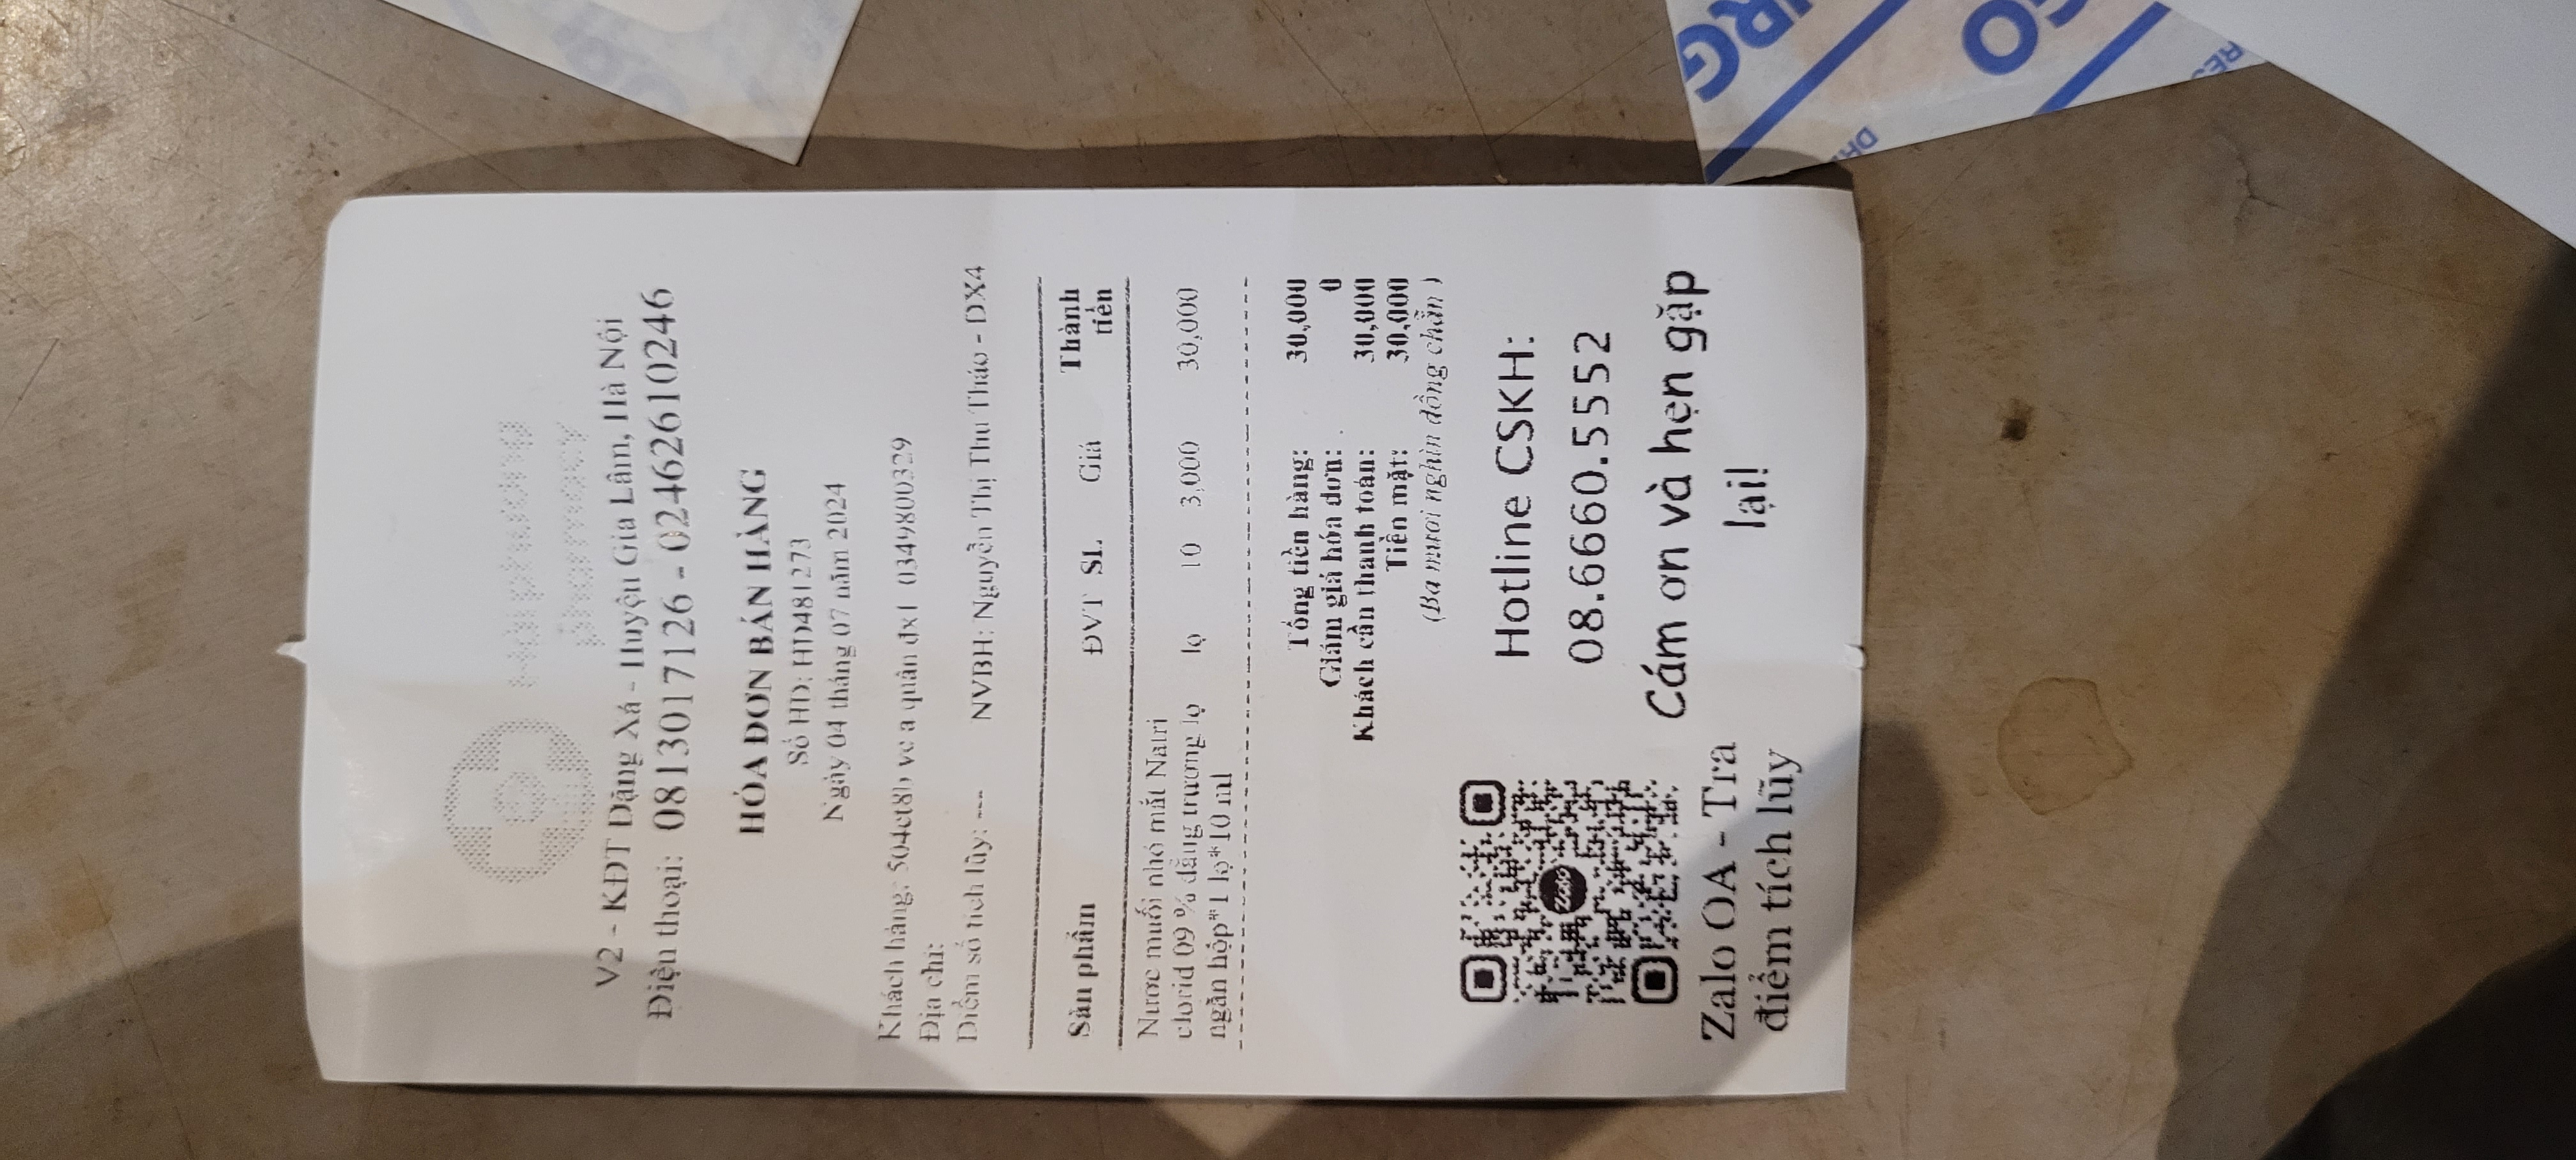 Hải phương
pharmacy
V2 - KĐT Đặng Xá - Huyện Gia Lâm, Hà Nội
Điện thoại: 0813017126 - 02462610246
HÓA ĐƠN BÁN HÀNG
Số HD: HD481273
Ngày 04 tháng 07 năm 2024
Khách hàng: 504ct8b vc a quân đx1 0349800329
Địa chỉ:
Điểm số tích lũy: --- NVBH: Nguyễn Thị Thu Thảo - DX4
Sản phẩm ĐVT SL Giá Thành tiền
Nước muối nhỏ mắt Natri
clorid 09 % đẳng trương lọ lọ 10 3,000 30,000
ngắn hộp*1 lọ*10 ml
Tổng tiền hàng: 30,000
Giảm giá hóa đơn: 0
Khách cần thanh toán: 30,000
Tiền mặt: 30,000
(Ba mươi nghìn đồng chẵn )
Zalo
Hotline CSKH:
08.6660.5552
Cám ơn và hẹn gặp
lại!
Zalo OA - Tra
điểm tích lũy